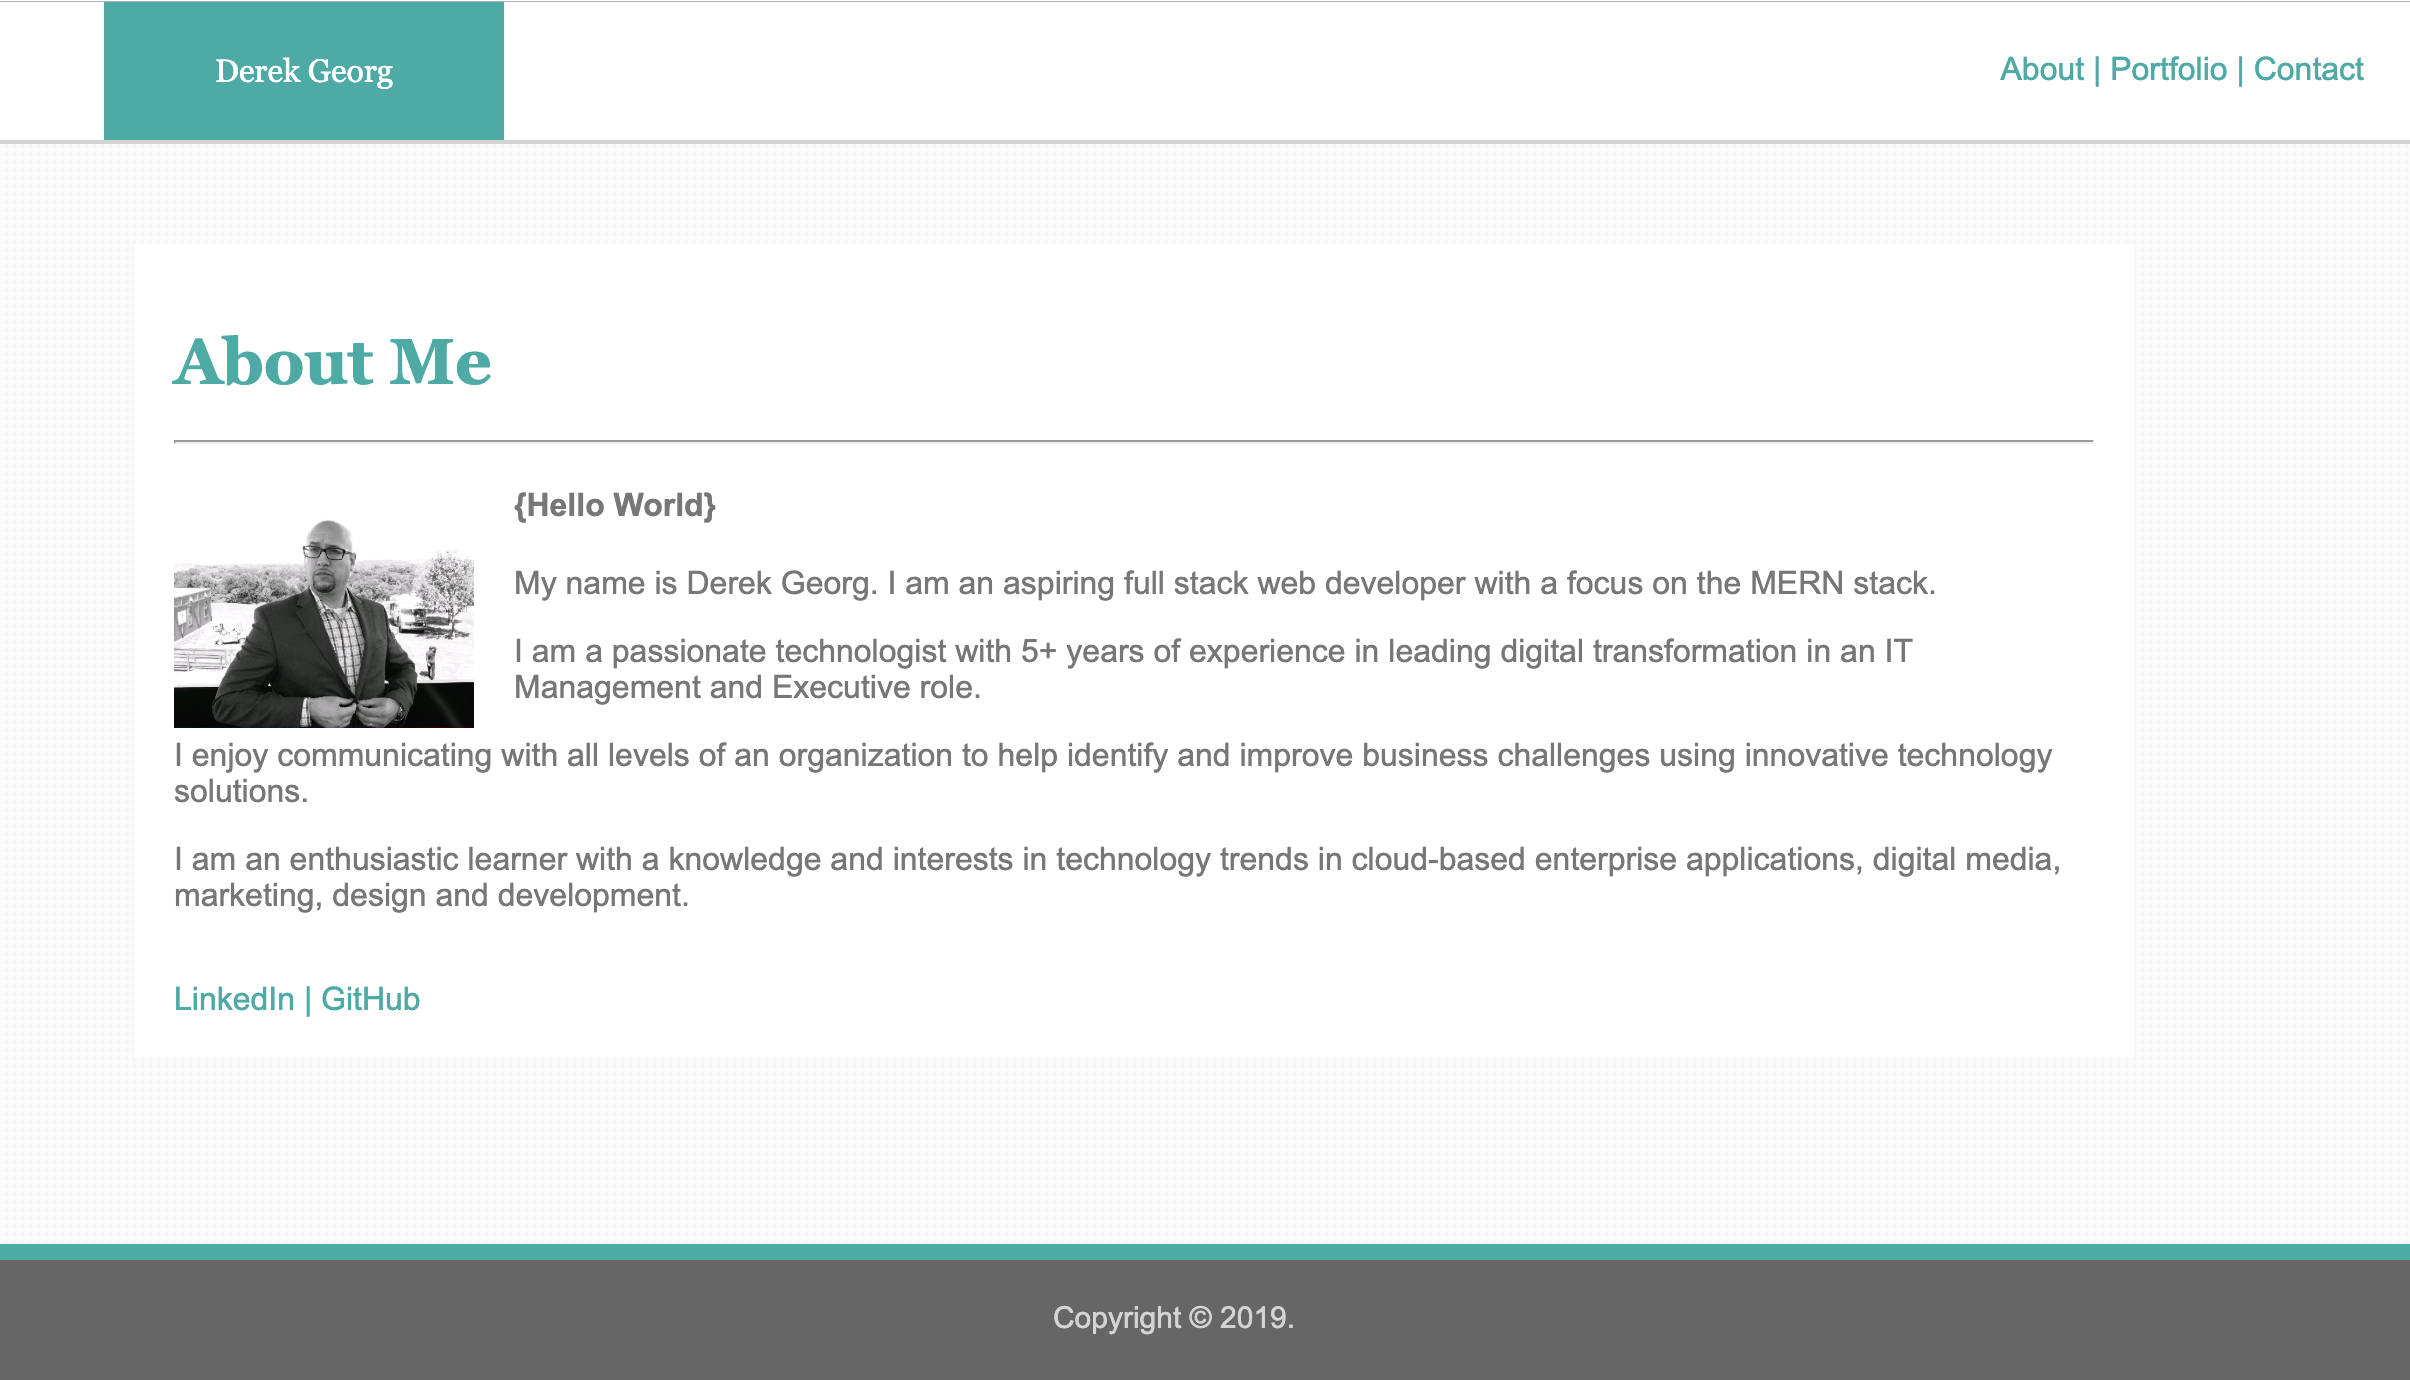 Derek Georg
About | Portfolio | Contact
About Me
{Hello World}
My name is Derek Georg. I am an aspiring full stack web developer with a focus on the MERN stack.
I am a passionate technologist with 5+ years of experience in leading digital transformation in an IT
Management and Executive role.
I enjoy communicating with all levels of an organization to help identify and improve business challenges using innovative technology
solutions.
I am an enthusiastic learner with a knowledge and interests in technology trends in cloud-based enterprise applications, digital media,
marketing, design and development.
LinkedIn | GitHub
Copyright © 2019.